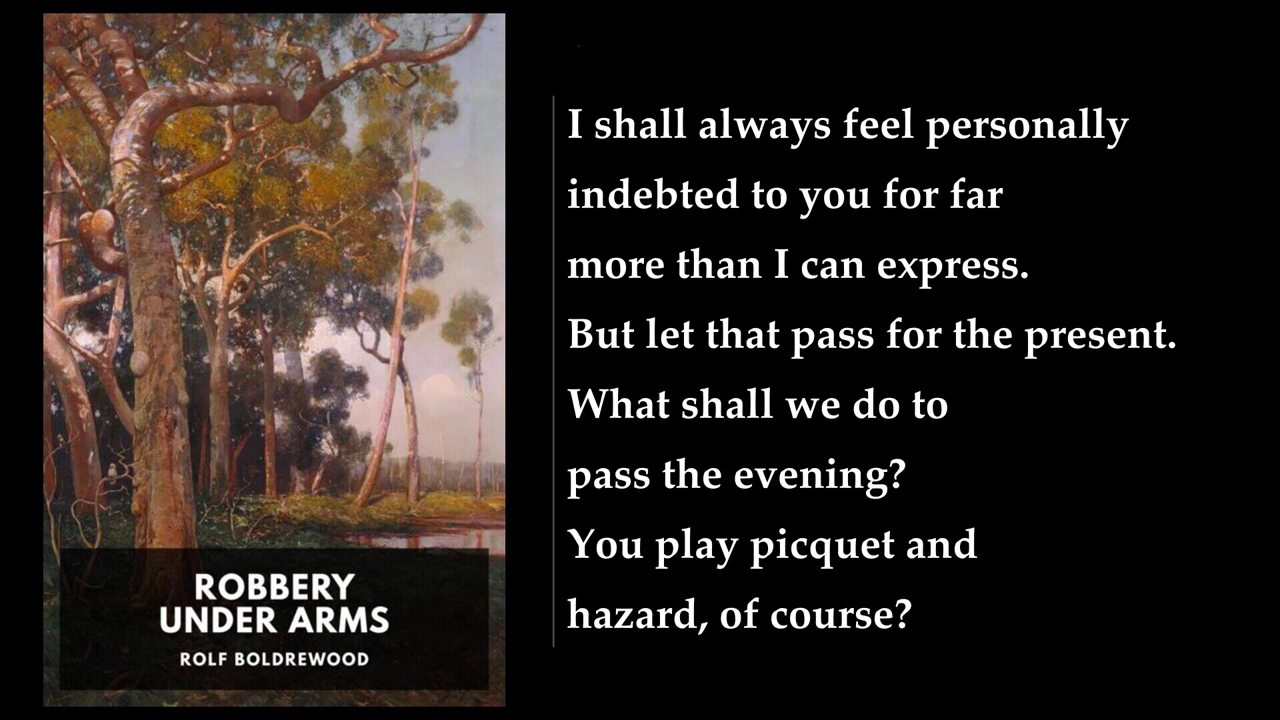 I shall always feel personally
indebted to you for far
more than I can express.
But let that pass for the present.
What shall we do to
pass the evening?
You play picquet and
hazard, of course?
ROBBERY
UNDER ARMS
ROLF BOLDREWOOD